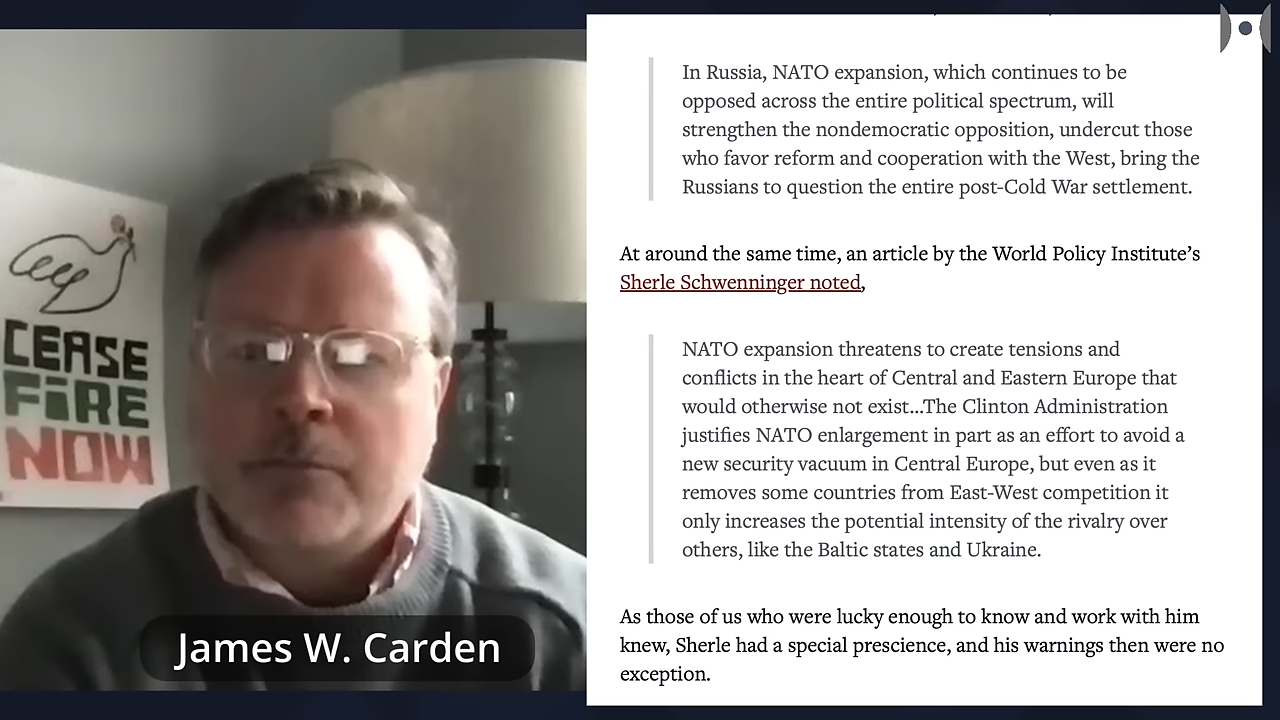 CEASE
FIRE
NOW
James W. Carden
In Russia, NATO expansion, which continues to be
opposed across the entire political spectrum, will
strengthen the nondemocratic opposition, undercut those
who favor reform and cooperation with the West, bring the
Russians to question the entire post-Cold War settlement.
At around the same time, an article by the World Policy Institute’s
Sherle Schwenninger noted,
NATO expansion threatens to create tensions and
conflicts in the heart of Central and Eastern Europe that
would otherwise not exist…The Clinton Administration
justifies NATO enlargement in part as an effort to avoid a
new security vacuum in Central Europe, but even as it
removes some countries from East-West competition it
only increases the potential intensity of the rivalry over
others, like the Baltic states and Ukraine.
As those of us who were lucky enough to know and work with him
knew, Sherle had a special prescience, and his warnings then were no
exception.